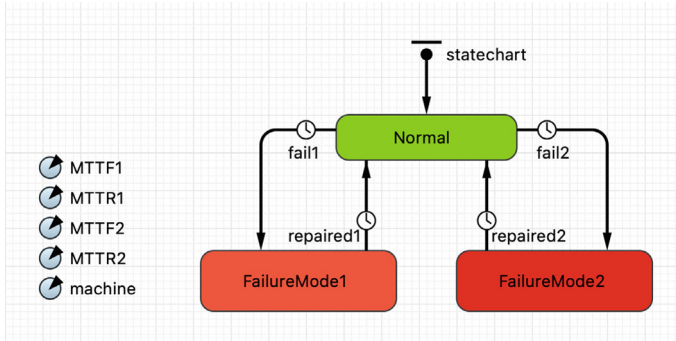 statechart
Normal
fail1
fail2
MTTF1
MTTR1
MTTF2
MTTR2
machine
repaired1
repaired2
FailureMode1
FailureMode2